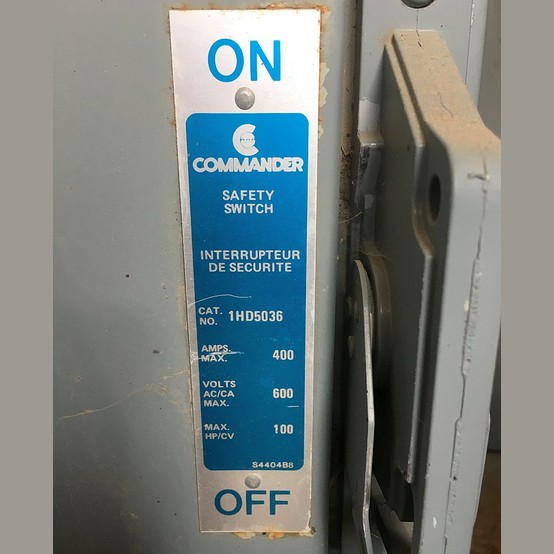 ON
COMMANDER
SAFETY
SWITCH
INTERRUPTEUR
DE SECURITE
CAT. NO. 1HD5036
AMPS. MAX. 400
VOLTS AC/CA MAX. 600
MAX. HP/CV 100
S4404B8
OFF